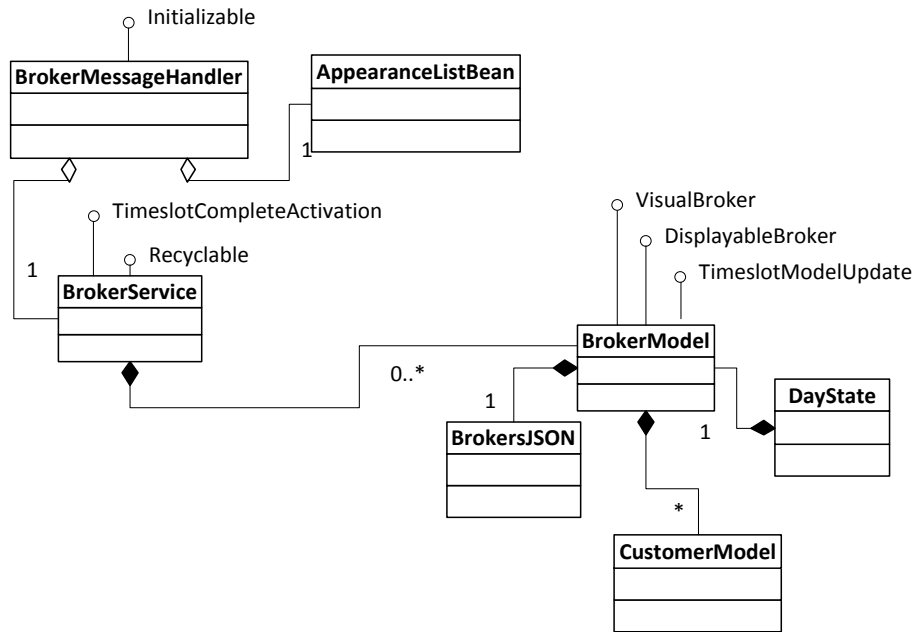 Initializable
BrokerMessageHandler
AppearanceListBean
1
TimeslotCompleteActivation
Recyclable
1
BrokerService
VisualBroker
DisplayableBroker
TimeslotModelUpdate
BrokerModel
0..*
1
BrokersJSON
1
DayState
*
CustomerModel